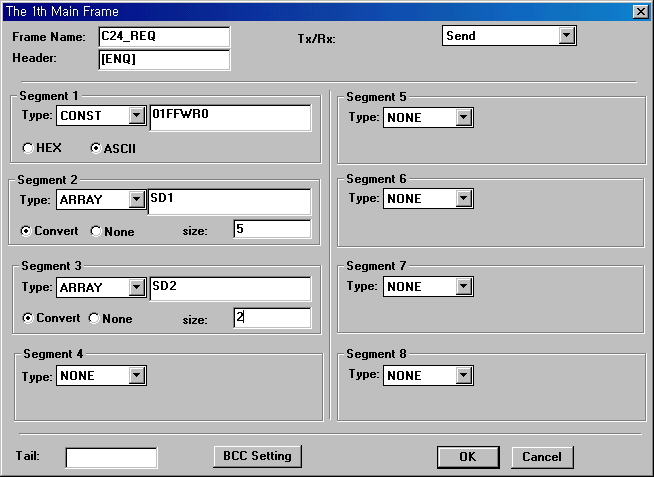 The 1th Main Frame
Frame Name: C24_REQ Tx/Rx: Send
Header: [ENQ]
Segment 1
Type: CONST 01FFWR0
HEX ASCII
Segment 2
Type: ARRAY SD1
Convert None size: 5
Segment 3
Type: ARRAY SD2
Convert None size: 2
Segment 4
Type: NONE
Segment 5
Type: NONE
Segment 6
Type: NONE
Segment 7
Type: NONE
Segment 8
Type: NONE
Tail: BCC Setting OK Cancel